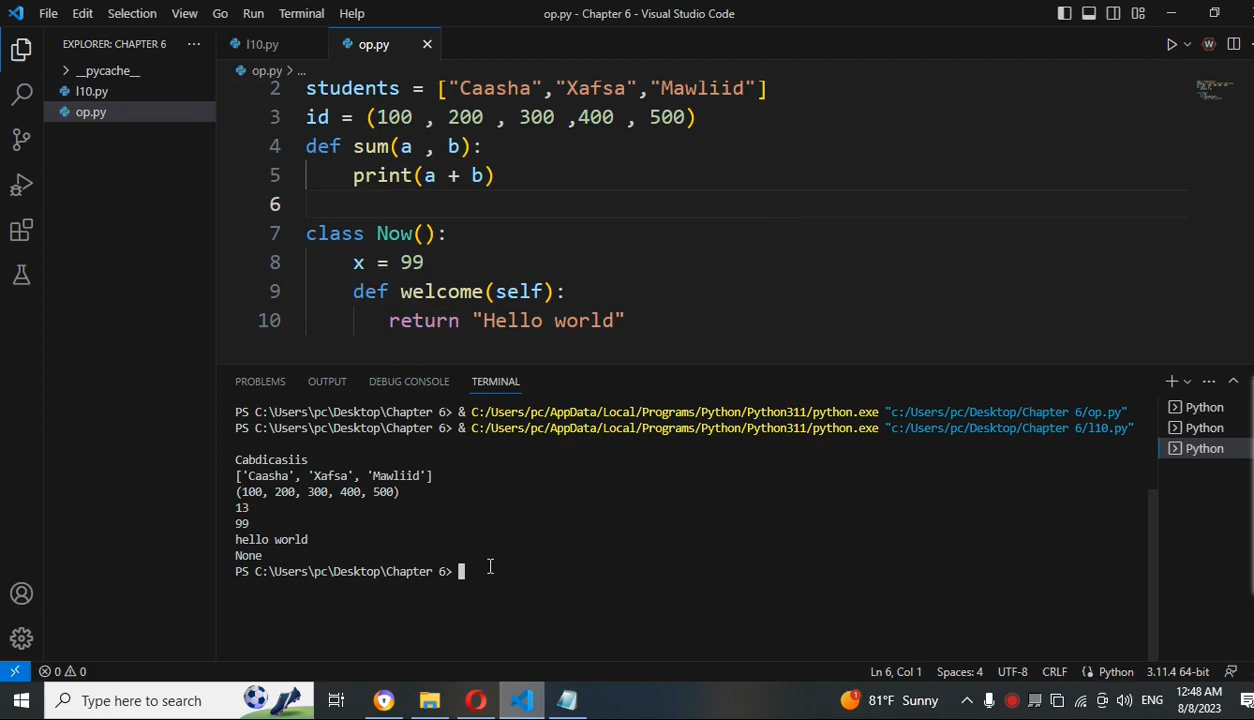 File Edit Selection View Go Run Terminal Help op.py - Chapter 6 - Visual Studio Code
EXPLORER: CHAPTER 6 ··· l10.py op.py
__pycache__
l10.py
op.py
op.py > ...
2 students = ["Caasha","Xafsa","Mawliid"]
3 id = (100 , 200 , 300 ,400 , 500)
4 def sum(a , b):
5 print(a + b)
6
7 class Now():
8 x = 99
9 def welcome(self):
10 return "Hello world"
PROBLEMS OUTPUT DEBUG CONSOLE TERMINAL
PS C:\Users\pc\Desktop\Chapter 6> & C:/Users/pc/AppData/Local/Programs/Python/Python311/python.exe "c:/Users/pc/Desktop/Chapter 6/op.py"
PS C:\Users\pc\Desktop\Chapter 6> & C:/Users/pc/AppData/Local/Programs/Python/Python311/python.exe "c:/Users/pc/Desktop/Chapter 6/l10.py"
Cabdicasiis
['Caasha', 'Xafsa', 'Mawliid']
(100, 200, 300, 400, 500)
13
99
hello world
None
PS C:\Users\pc\Desktop\Chapter 6>
Python
Python
Python
0 0 Ln 6, Col 1 Spaces: 4 UTF-8 CRLF Python 3.11.4 64-bit
Type here to search 1 81°F Sunny ENG 12:48 AM
8/8/2023